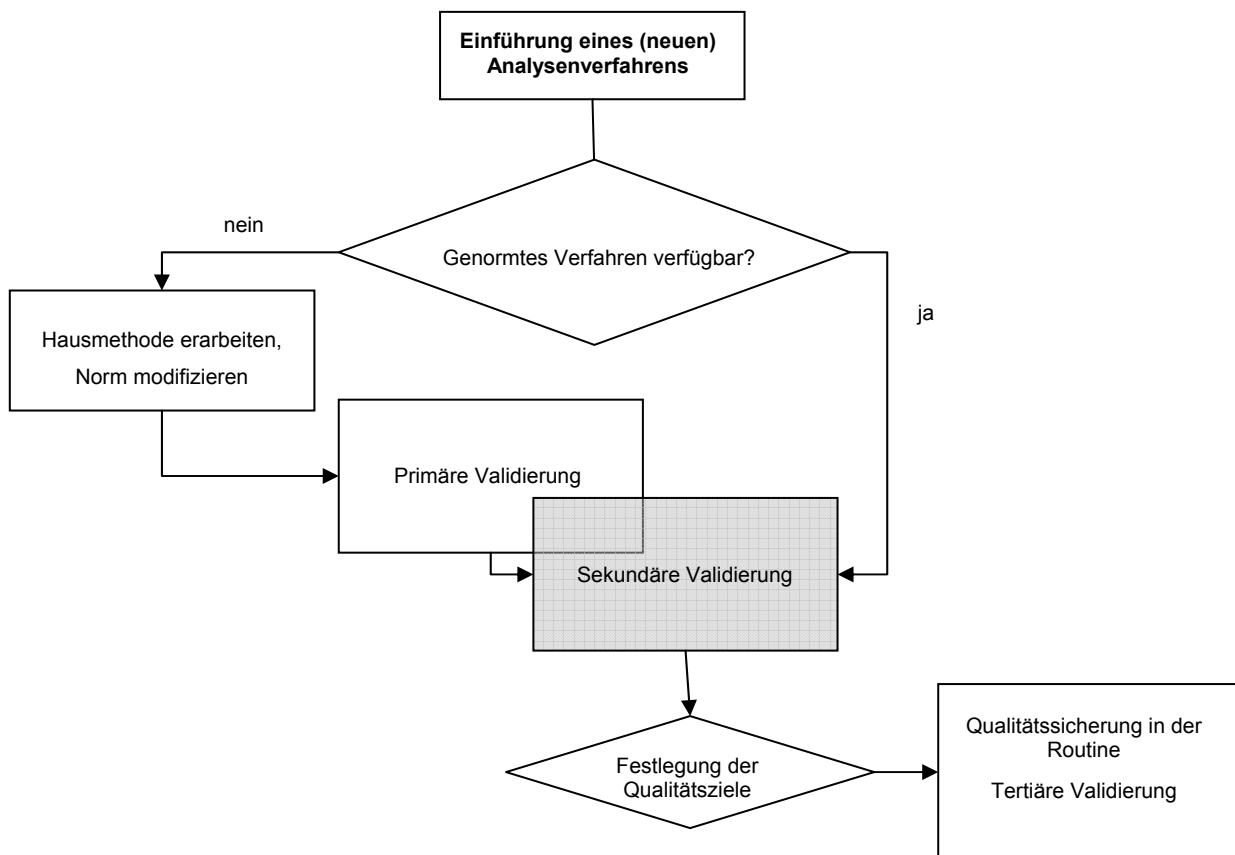 Einführung eines (neuen)
Analysenverfahrens
nein
Genormtes Verfahren verfügbar?
ja
Hausmethode erarbeiten,
Norm modifizieren
Primäre Validierung
Sekundäre Validierung
Festlegung der
Qualitätsziele
Qualitätssicherung in der
Routine
Tertiäre Validierung